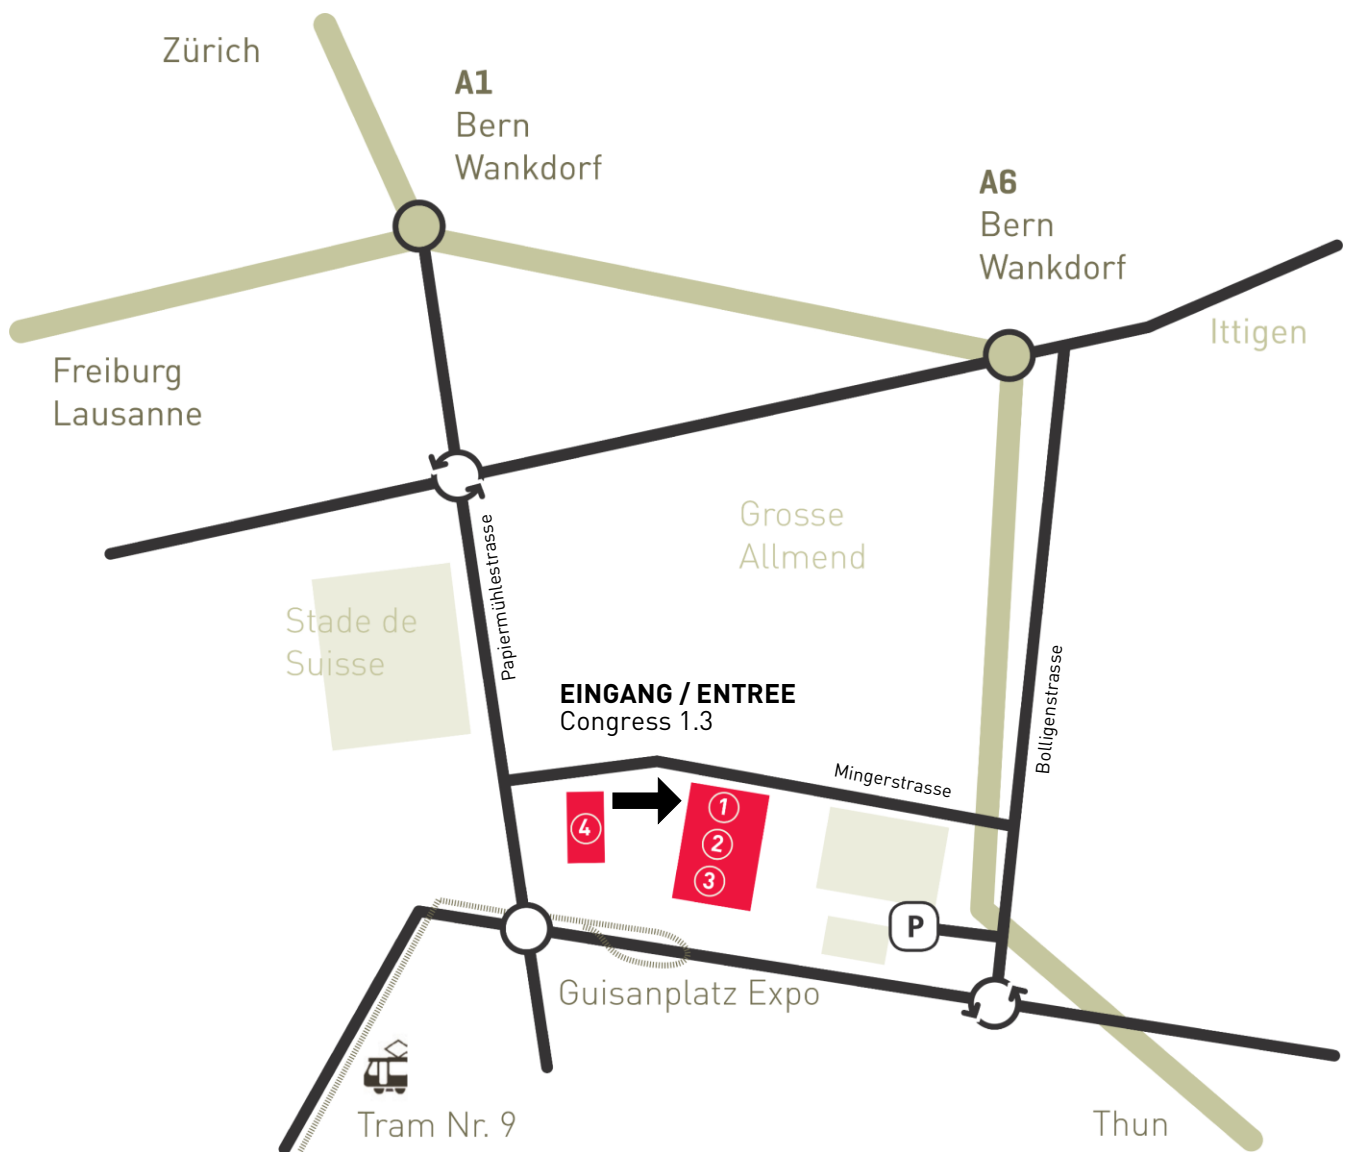 Zürich
A1
Bern
Wankdorf
A6
Bern
Wankdorf
Ittigen
Freiburg
Lausanne
Grosse
Allmend
Papiermühlestrasse
Stade de
Suisse
Bolligenstrasse
EINGANG / ENTREE
Congress 1.3
Mingerstrasse
1
4
2
3
P
Guisanplatz Expo
Tram Nr. 9
Thun